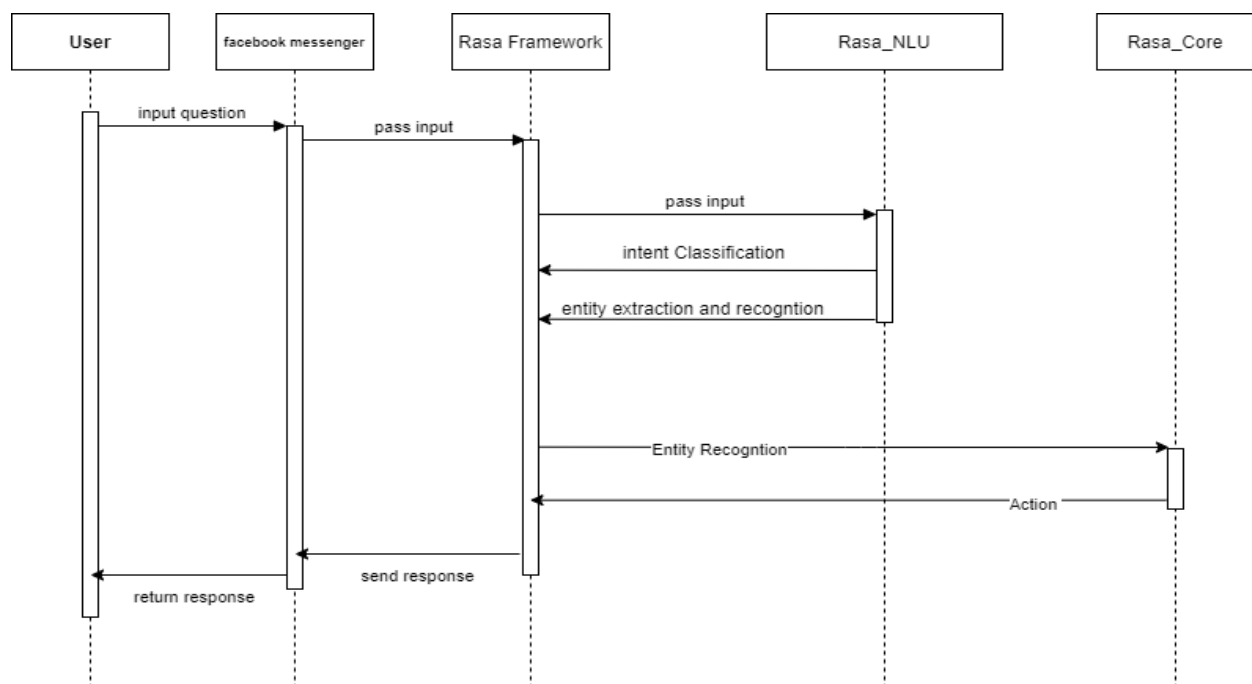 User
facebook messenger
Rasa Framework
Rasa_NLU
Rasa_Core
input question
pass input
pass input
intent Classification
entity extraction and recogntion
Entity Recogntion
Action
send response
return response